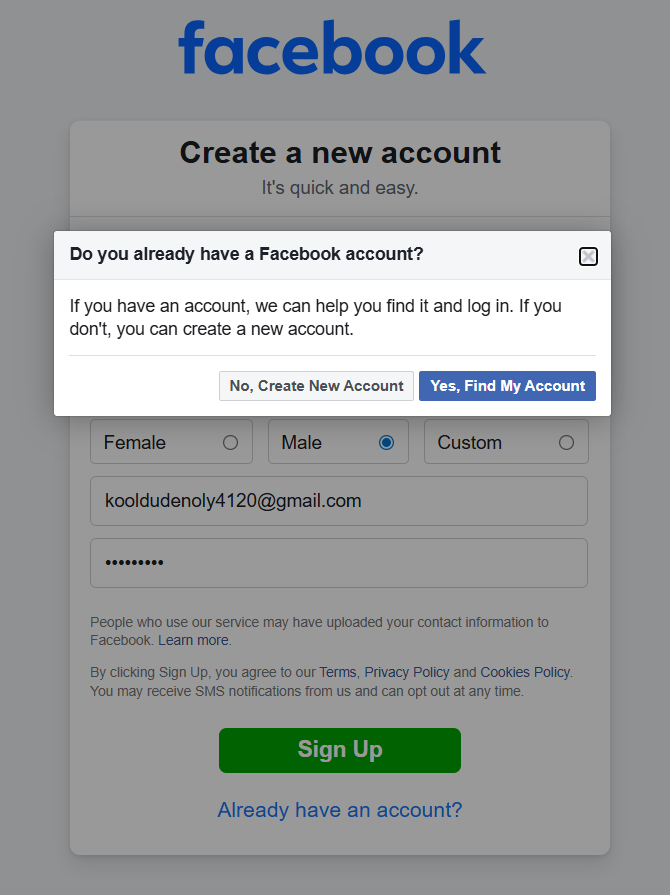 facebook
Create a new account
It's quick and easy.
Do you already have a Facebook account?
If you have an account, we can help you find it and log in. If you
don't, you can create a new account.
No, Create New Account Yes, Find My Account
Female Male Custom
kooldudenoly4120@gmail.com
•••••••••
People who use our service may have uploaded your contact information to
Facebook. Learn more.
By clicking Sign Up, you agree to our Terms, Privacy Policy and Cookies Policy.
You may receive SMS notifications from us and can opt out at any time.
Sign Up
Already have an account?